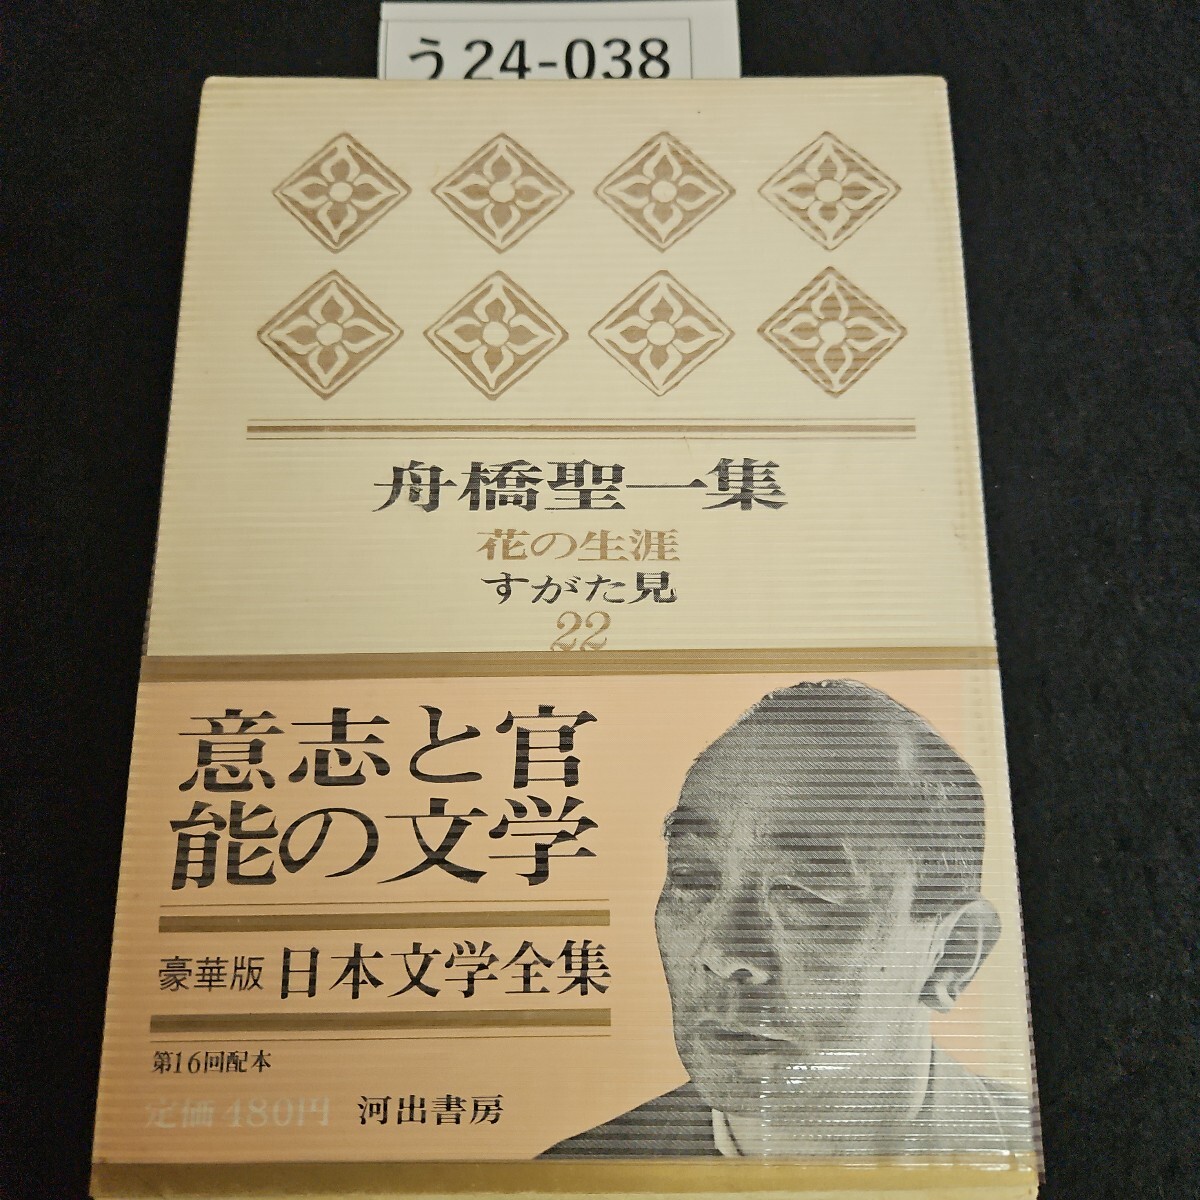 う24-038
舟橋聖一集
花の生涯
すがた見
22
意志と官
能の文学
豪華版 日本文学全集
第16回配本
定価 480円 河出書房